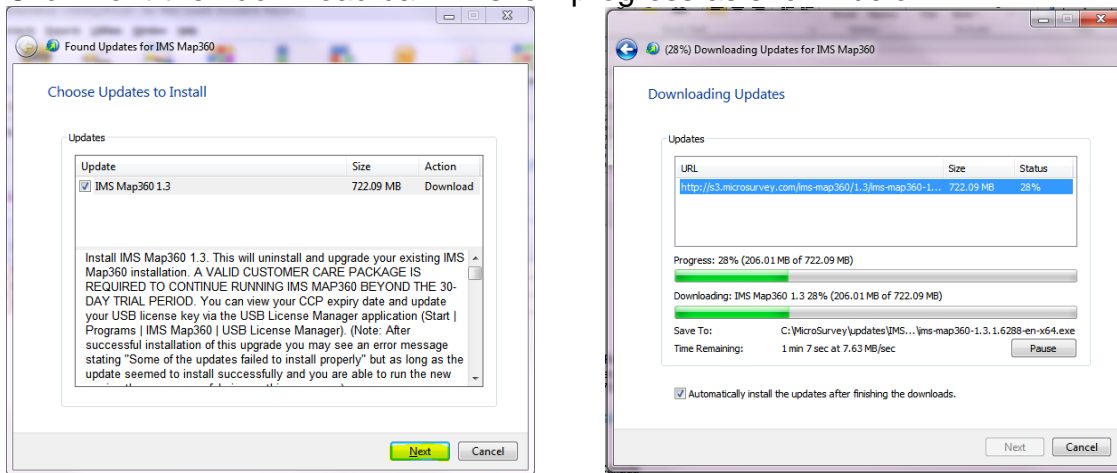 Found Updates for IMS Map360
Choose Updates to Install
Updates
Update Size Action
IMS Map360 1.3 722.09 MB Download
Install IMS Map360 1.3. This will uninstall and upgrade your existing IMS
Map360 installation. A VALID CUSTOMER CARE PACKAGE IS
REQUIRED TO CONTINUE RUNNING IMS MAP360 BEYOND THE 30-
DAY TRIAL PERIOD. You can view your CCP expiry date and update
your USB license key via the USB License Manager application (Start |
Programs | IMS Map360 | USB License Manager). (Note: After
successful installation of this upgrade you may see an error message
stating "Some of the updates failed to install properly" but as long as the
update seemed to install successfully and you are able to run the new
Next Cancel
(28%) Downloading Updates for IMS Map360
Downloading Updates
Updates
URL Size Status
http://s3.microsurvey.com/ims-map360/1.3/ims-map360-1... 722.09 MB 28%
Progress: 28% (206.01 MB of 722.09 MB)
Downloading: IMS Map360 1.3 28% (206.01 MB of 722.09 MB)
Save To: C:\MicroSurvey\updates\IMS...\ims-map360-1.3.1.6288-en-x64.exe
Time Remaining: 1 min 7 sec at 7.63 MB/sec Pause
Automatically install the updates after finishing the downloads.
Next Cancel